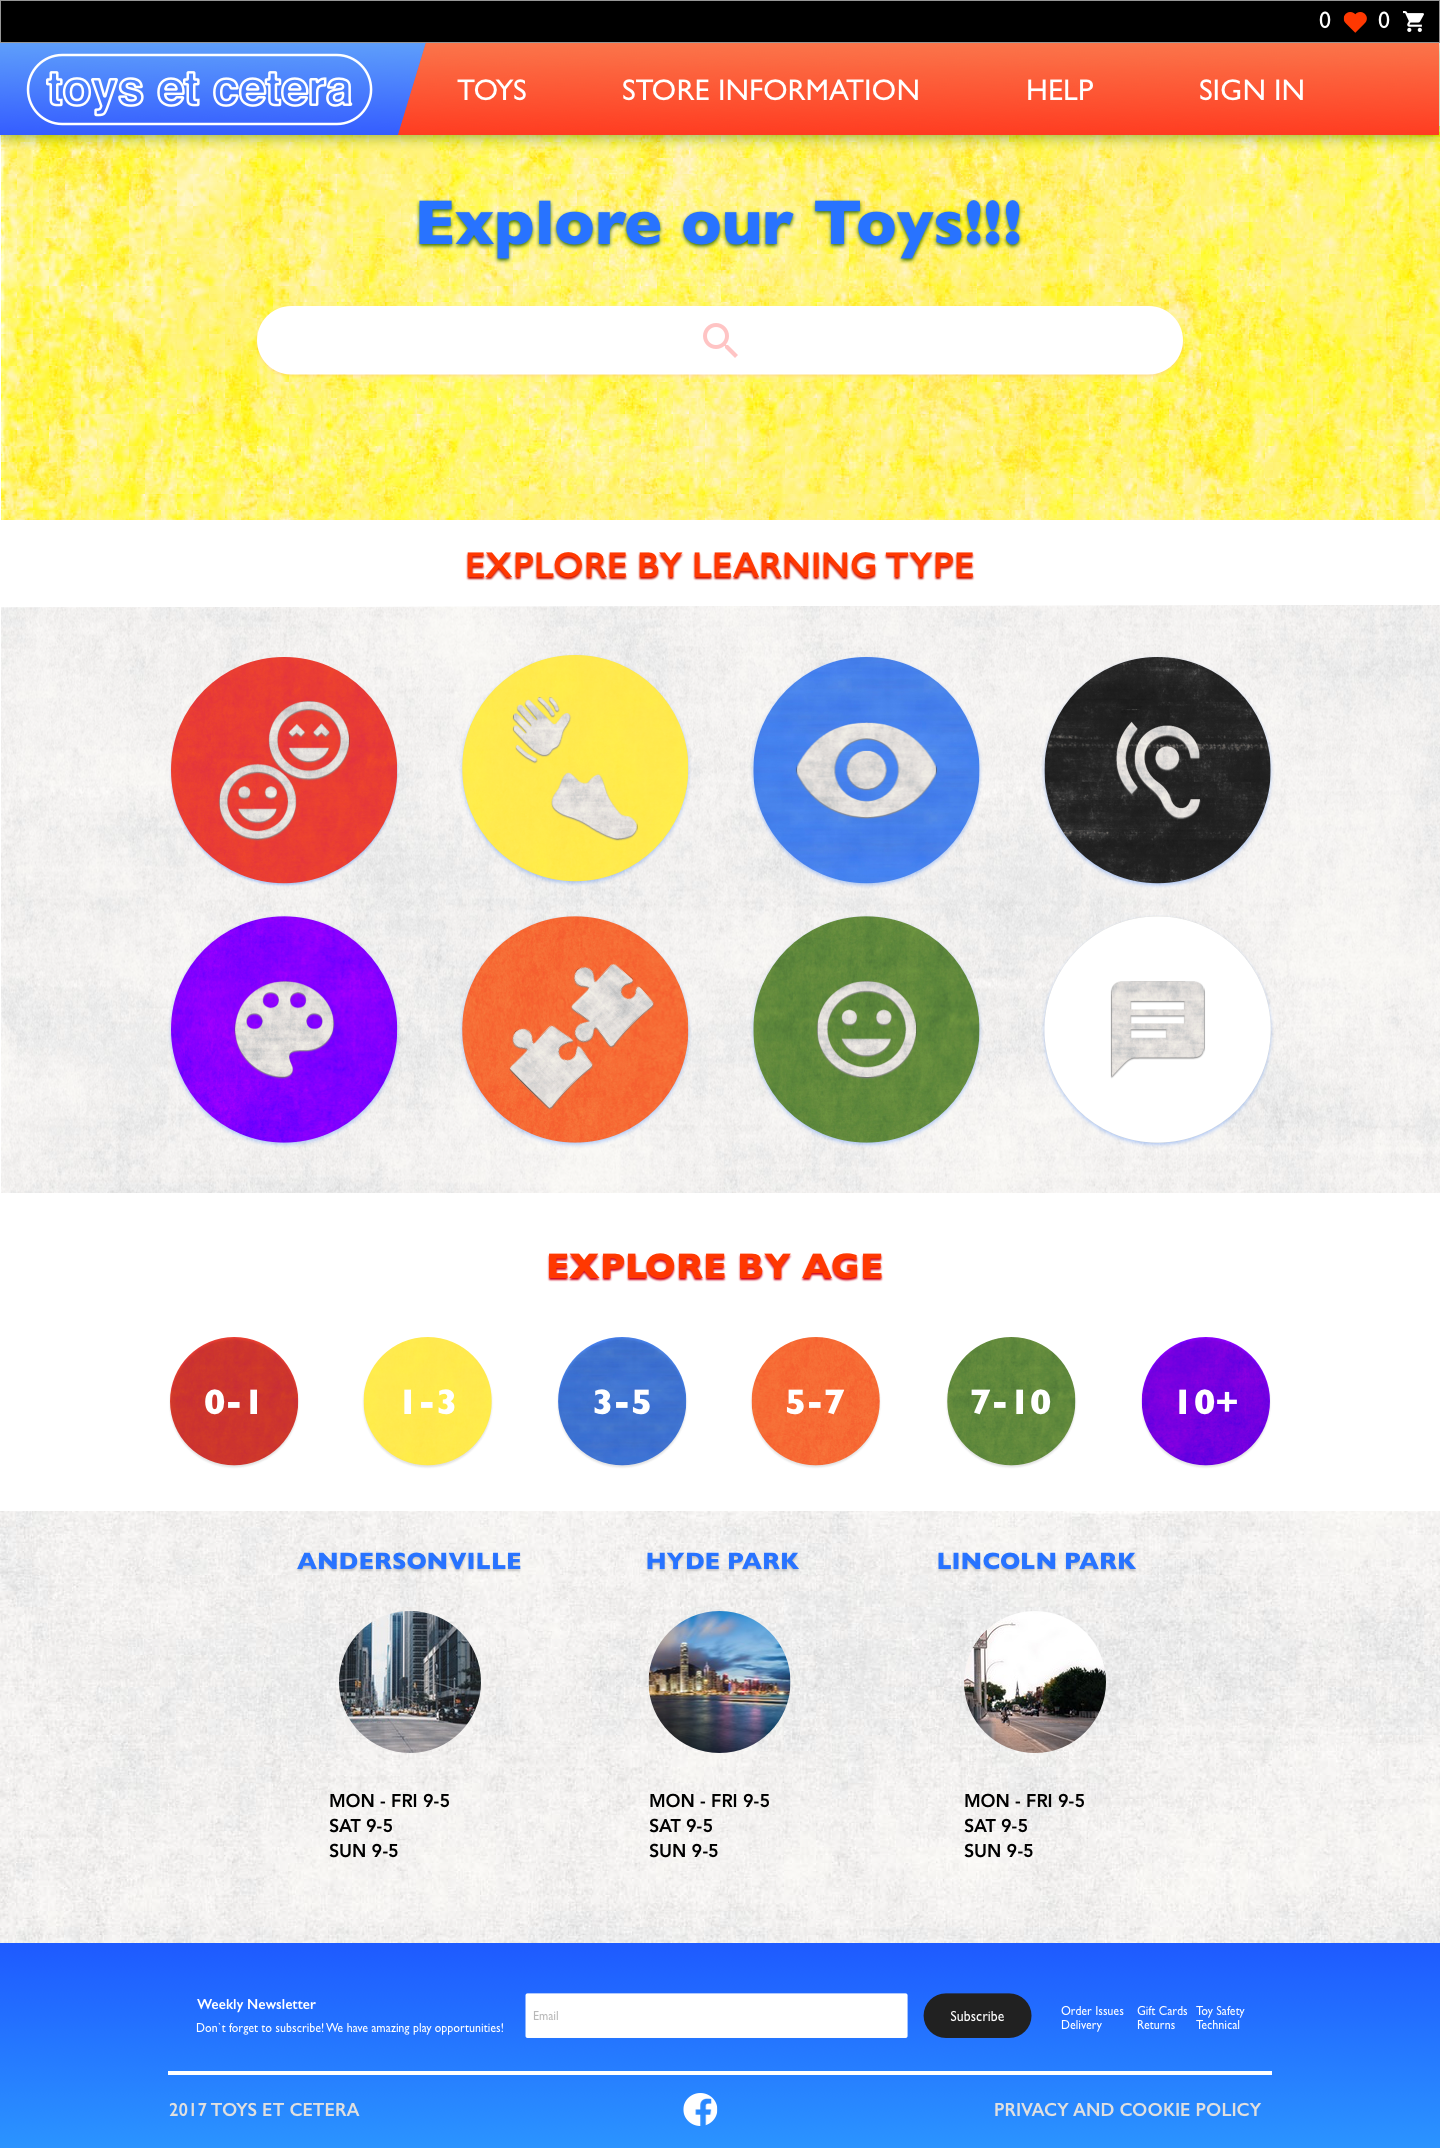 0 0
toys et cetera
TOYS STORE INFORMATION HELP SIGN IN
Explore our Toys!!!
EXPLORE BY LEARNING TYPE
EXPLORE BY AGE
0-1 1-3 3-5 5-7 7-10 10+
ANDERSONVILLE HYDE PARK LINCOLN PARK
MON - FRI 9-5 MON - FRI 9-5 MON - FRI 9-5
SAT 9-5 SAT 9-5 SAT 9-5
SUN 9-5 SUN 9-5 SUN 9-5
Weekly Newsletter
Don`t forget to subscribe! We have amazing play opportunities!
Email
Subscribe
Order Issues Gift Cards Toy Safety
Delivery Returns Technical
2017 TOYS ET CETERA PRIVACY AND COOKIE POLICY